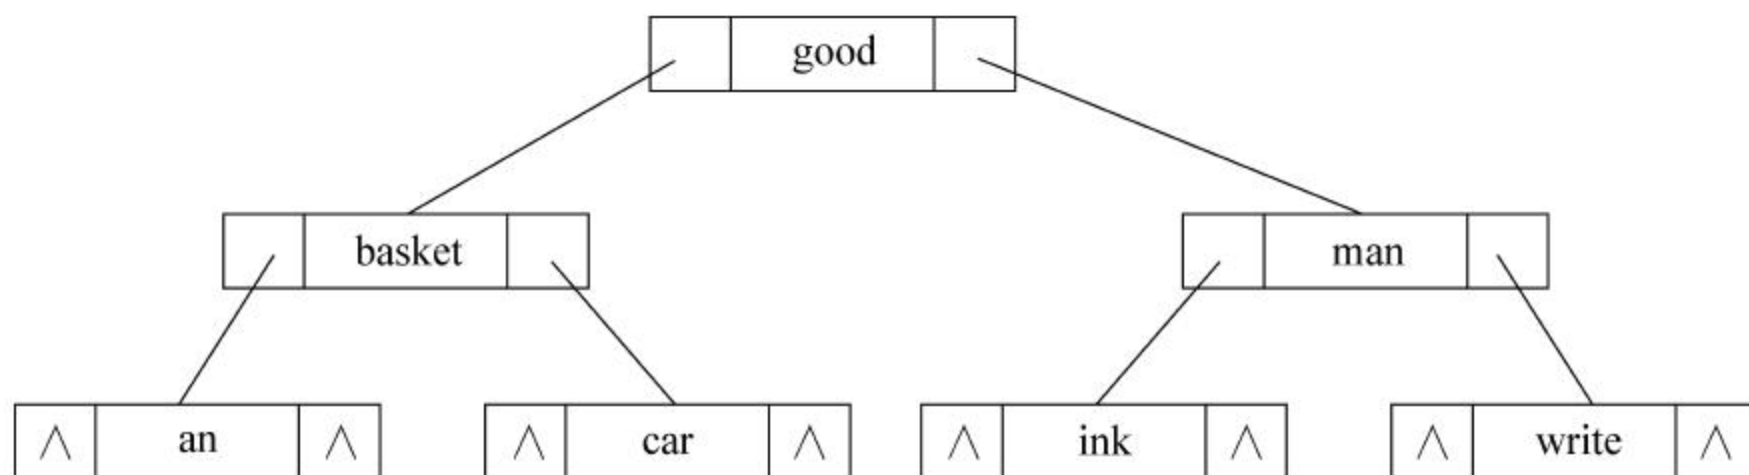 good
basket man
∧ an ∧ ∧ car ∧ ∧ ink ∧ ∧ write ∧